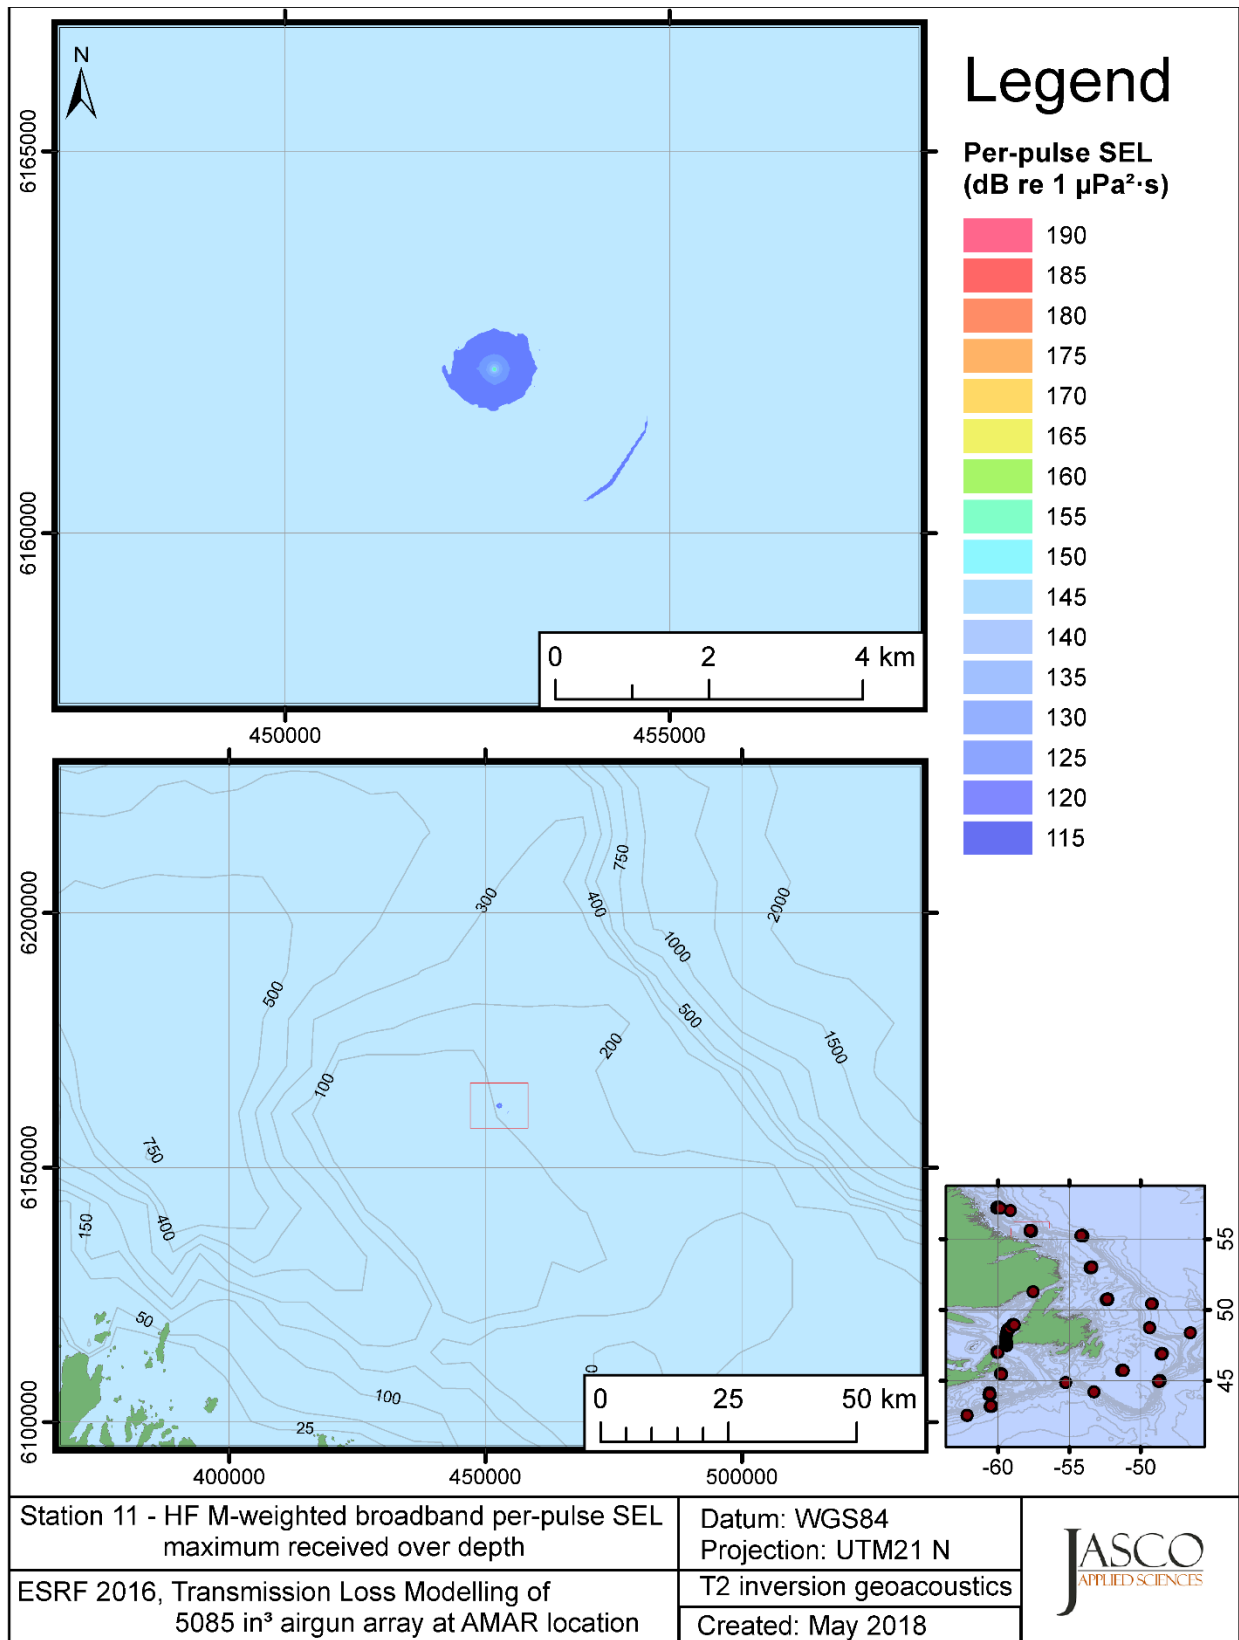 N
6165000
6160000
0 2 4 km
450000 455000
Legend
Per-pulse SEL
(dB re 1 µPa²·s)
190
185
180
175
170
165
160
155
150
145
140
135
130
125
120
115
6200000
6150000
6100000
300
750
400
2000
1000
500
500
1500
200
100
750
150
400
50
100
25
0
0 25 50 km
400000 450000 500000
55
50
45
-60 -55 -50
Station 11 - HF M-weighted broadband per-pulse SEL
maximum received over depth
ESRF 2016, Transmission Loss Modelling of
5085 in³ airgun array at AMAR location
Datum: WGS84
Projection: UTM21 N
T2 inversion geoacoustics
Created: May 2018
JASCO
APPLIED SCIENCES